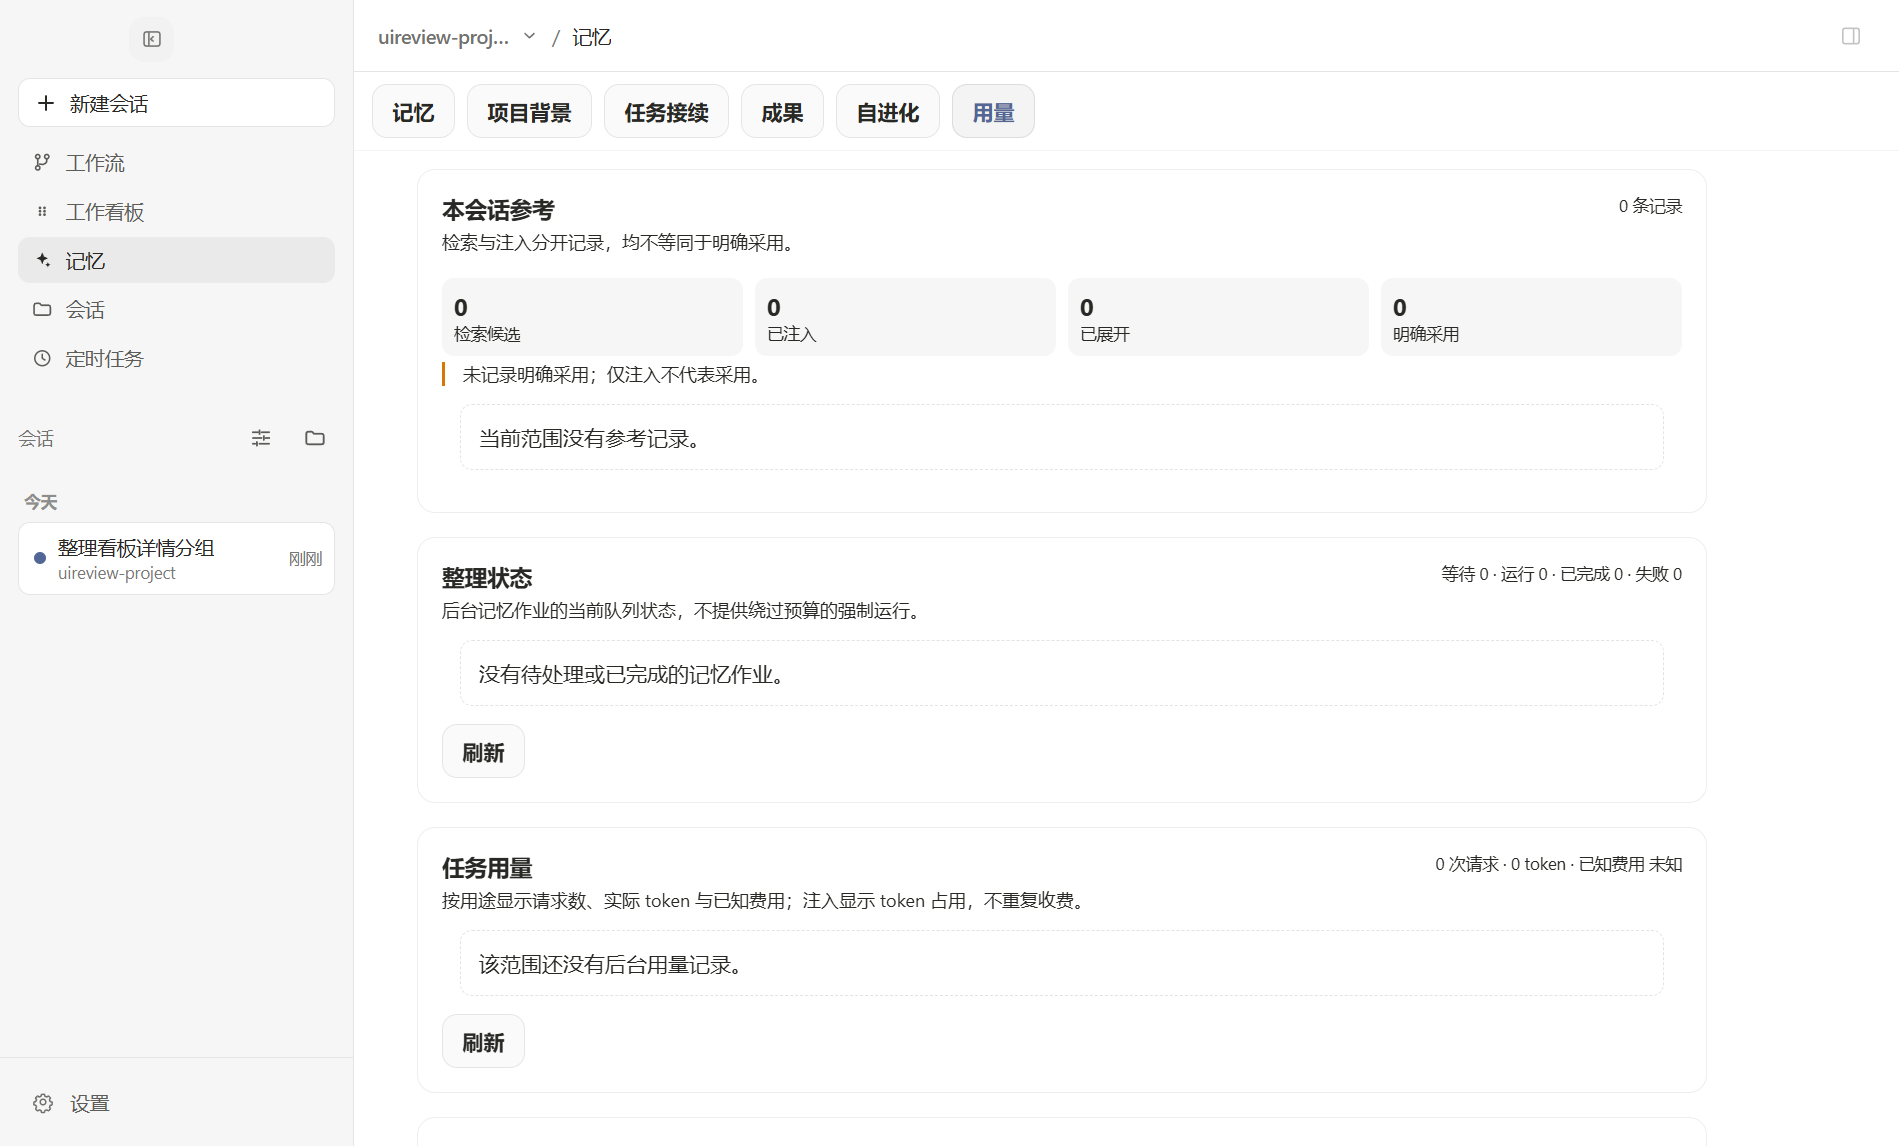 新建会话
工作流
工作看板
记忆
会话
定时任务
会话
今天
整理看板详情分组
刚刚
uireview-project
设置
uireview-proj... / 记忆
记忆
项目背景
任务接续
成果
自进化
用量
本会话参考
0 条记录
检索与注入分开记录，均不等同于明确采用。
0
检索候选
0
已注入
0
已展开
0
明确采用
未记录明确采用；仅注入不代表采用。
当前范围没有参考记录。
整理状态
等待 0 · 运行 0 · 已完成 0 · 失败 0
后台记忆作业的当前队列状态，不提供绕过预算的强制运行。
没有待处理或已完成的记忆作业。
刷新
任务用量
0 次请求 · 0 token · 已知费用 未知
按用途显示请求数、实际 token 与已知费用；注入显示 token 占用，不重复收费。
该范围还没有后台用量记录。
刷新